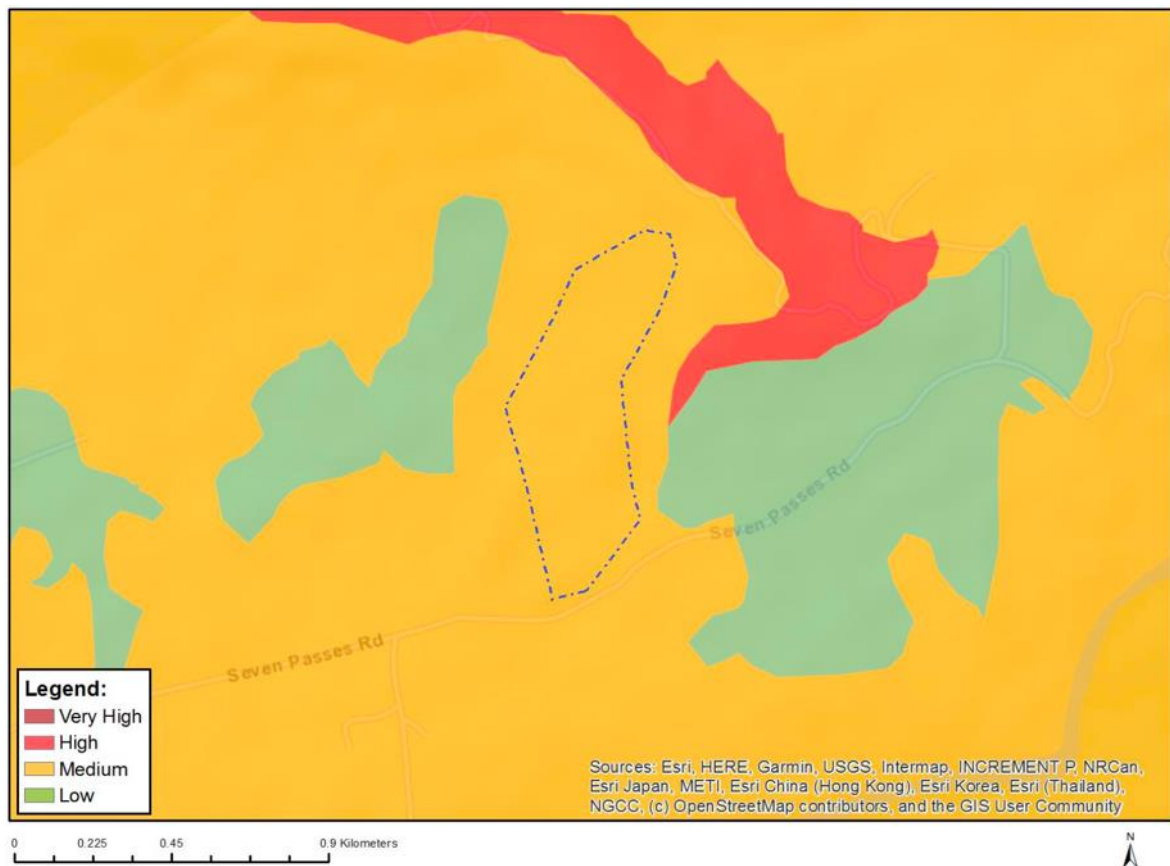 Seven Passes Rd
Seven Passes Rd
Legend:
Very High
High
Medium
Low
Sources: Esri, HERE, Garmin, USGS, Intermap, INCREMENT P, NRCan,
Esri Japan, METI, Esri China (Hong Kong), Esri Korea, Esri (Thailand),
NGCC, (c) OpenStreetMap contributors, and the GIS User Community
0 0.225 0.45 0.9 Kilometers
N